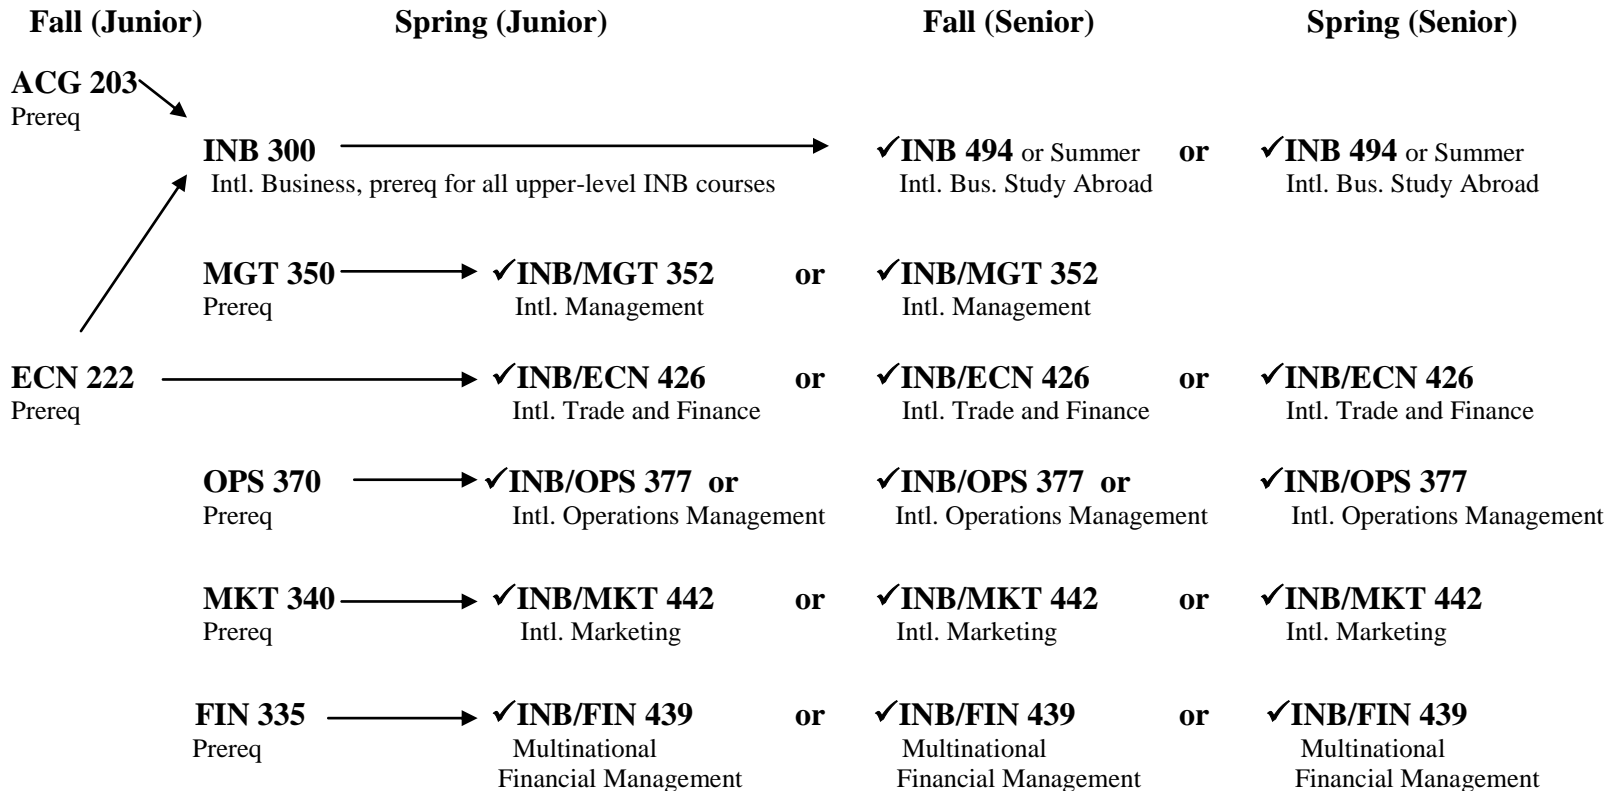 Fall (Junior) Spring (Junior) Fall (Senior) Spring (Senior)
ACG 203
Prereq
INB 300 ✓INB 494 or Summer or ✓INB 494 or Summer
Intl. Business, prereq for all upper-level INB courses Intl. Bus. Study Abroad Intl. Bus. Study Abroad
MGT 350 ✓INB/MGT 352 or ✓INB/MGT 352
Prereq Intl. Management Intl. Management
ECN 222 ✓INB/ECN 426 or ✓INB/ECN 426 or ✓INB/ECN 426
Prereq Intl. Trade and Finance Intl. Trade and Finance Intl. Trade and Finance
OPS 370 ✓INB/OPS 377 or ✓INB/OPS 377 or ✓INB/OPS 377
Prereq Intl. Operations Management Intl. Operations Management Intl. Operations Management
MKT 340 ✓INB/MKT 442 or ✓INB/MKT 442 or ✓INB/MKT 442
Prereq Intl. Marketing Intl. Marketing Intl. Marketing
FIN 335 ✓INB/FIN 439 or ✓INB/FIN 439 or ✓INB/FIN 439
Prereq Multinational Multinational Multinational
Financial Management Financial Management Financial Management